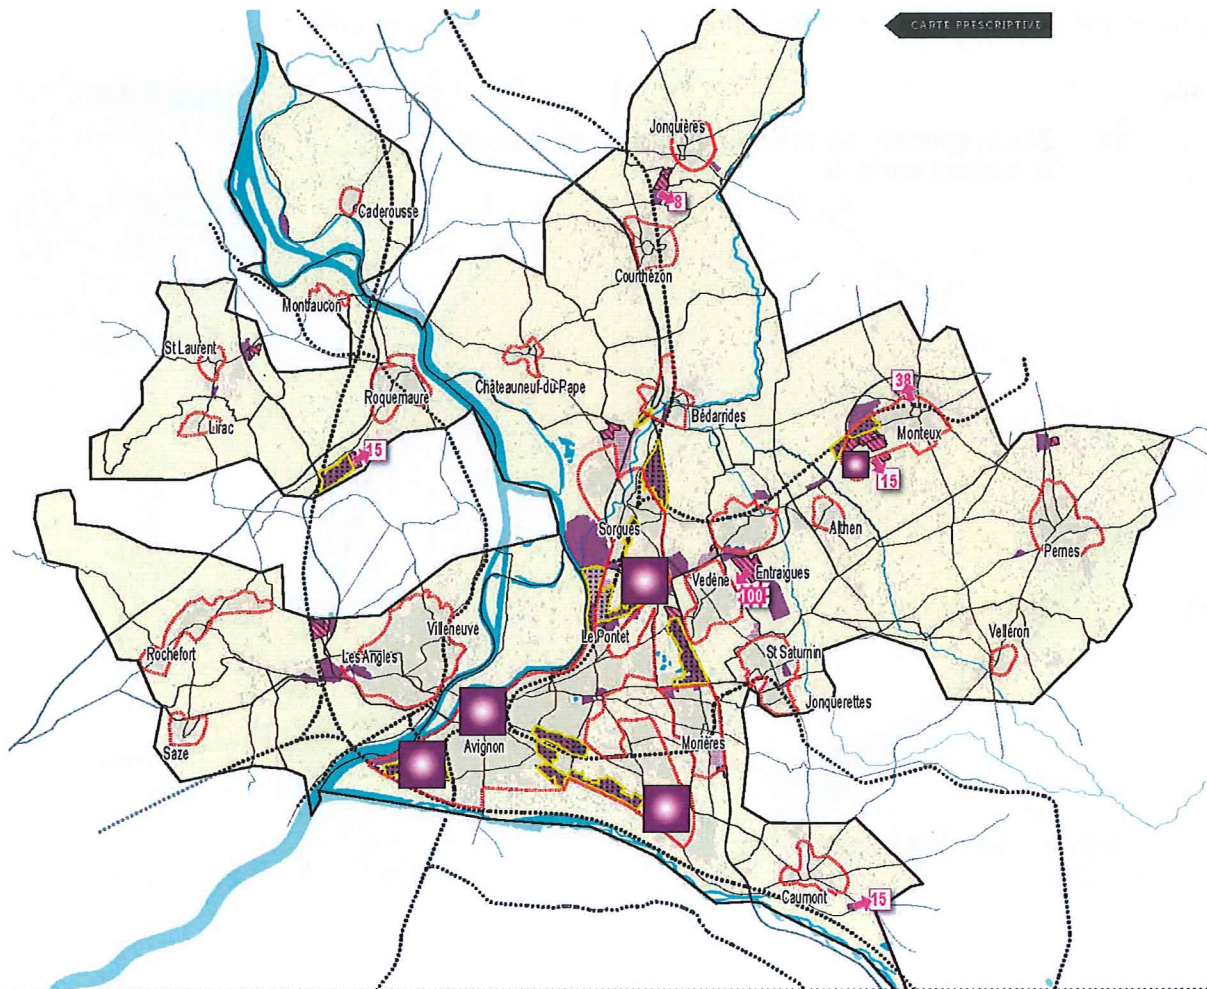 CARTE PRESCRIPTIVE
Jonquières
8
Caderousse
Courthézon
Montfaucon
St Laurent
Châteauneuf-du-Pape
Roquemaure
38
Bédarrides
Lirac
Monteux
15
15
Sorgues
Althen
Pernes
Vedène
Entraigues
100
Villeneuve
Le Pontet
Velleron
Rochefort
Les Angles
St Saturnin
Jonquerettes
Saze
Avignon
Morières
Caumont
15